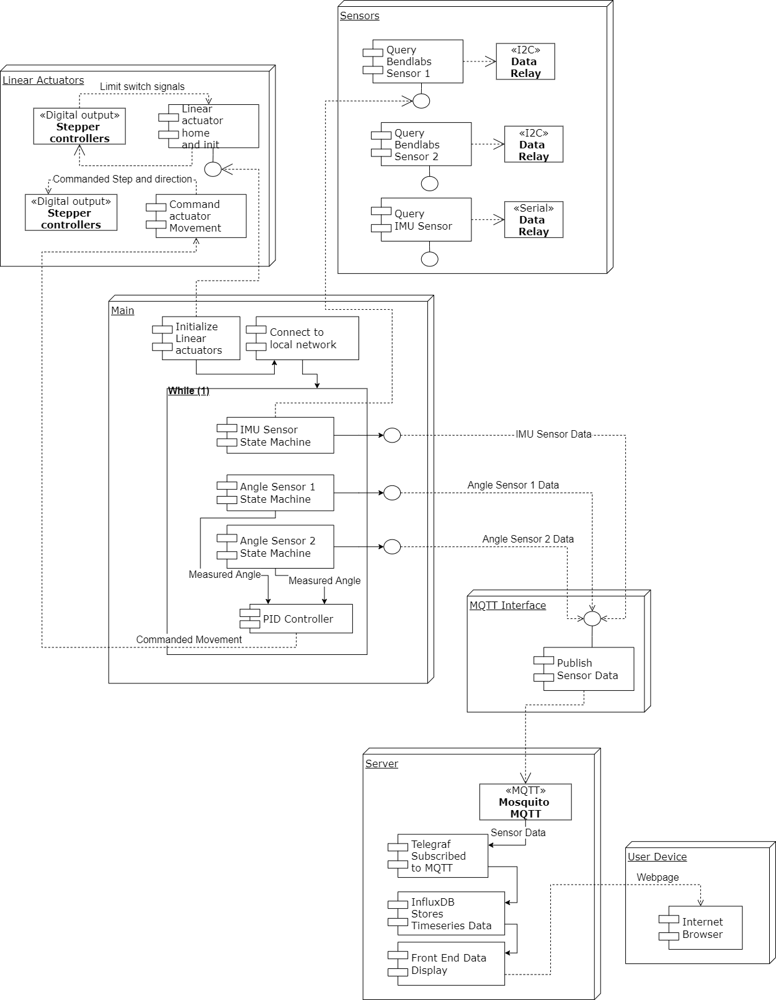 Sensors
Query
Bendlabs
Sensor 1
«I2C»
Data
Relay
Query
Bendlabs
Sensor 2
«I2C»
Data
Relay
Query
IMU Sensor
«Serial»
Data
Relay
Linear Actuators
Limit switch signals
«Digital output»
Stepper
controllers
Linear
actuator
home
and init
Commanded Step and direction
«Digital output»
Stepper
controllers
Command
actuator
Movement
Main
Initialize
Linear
actuators
Connect to
local network
While (1)
IMU Sensor
State Machine
IMU Sensor Data
Angle Sensor 1
State Machine
Angle Sensor 1 Data
Angle Sensor 2
State Machine
Angle Sensor 2 Data
Measured Angle
Measured Angle
PID Controller
Commanded Movement
MQTT Interface
Publish
Sensor Data
Server
«MQTT»
Mosquito
MQTT
Sensor Data
Telegraf
Subscribed
to MQTT
InfluxDB
Stores
Timeseries Data
Front End Data
Display
User Device
Webpage
Internet
Browser